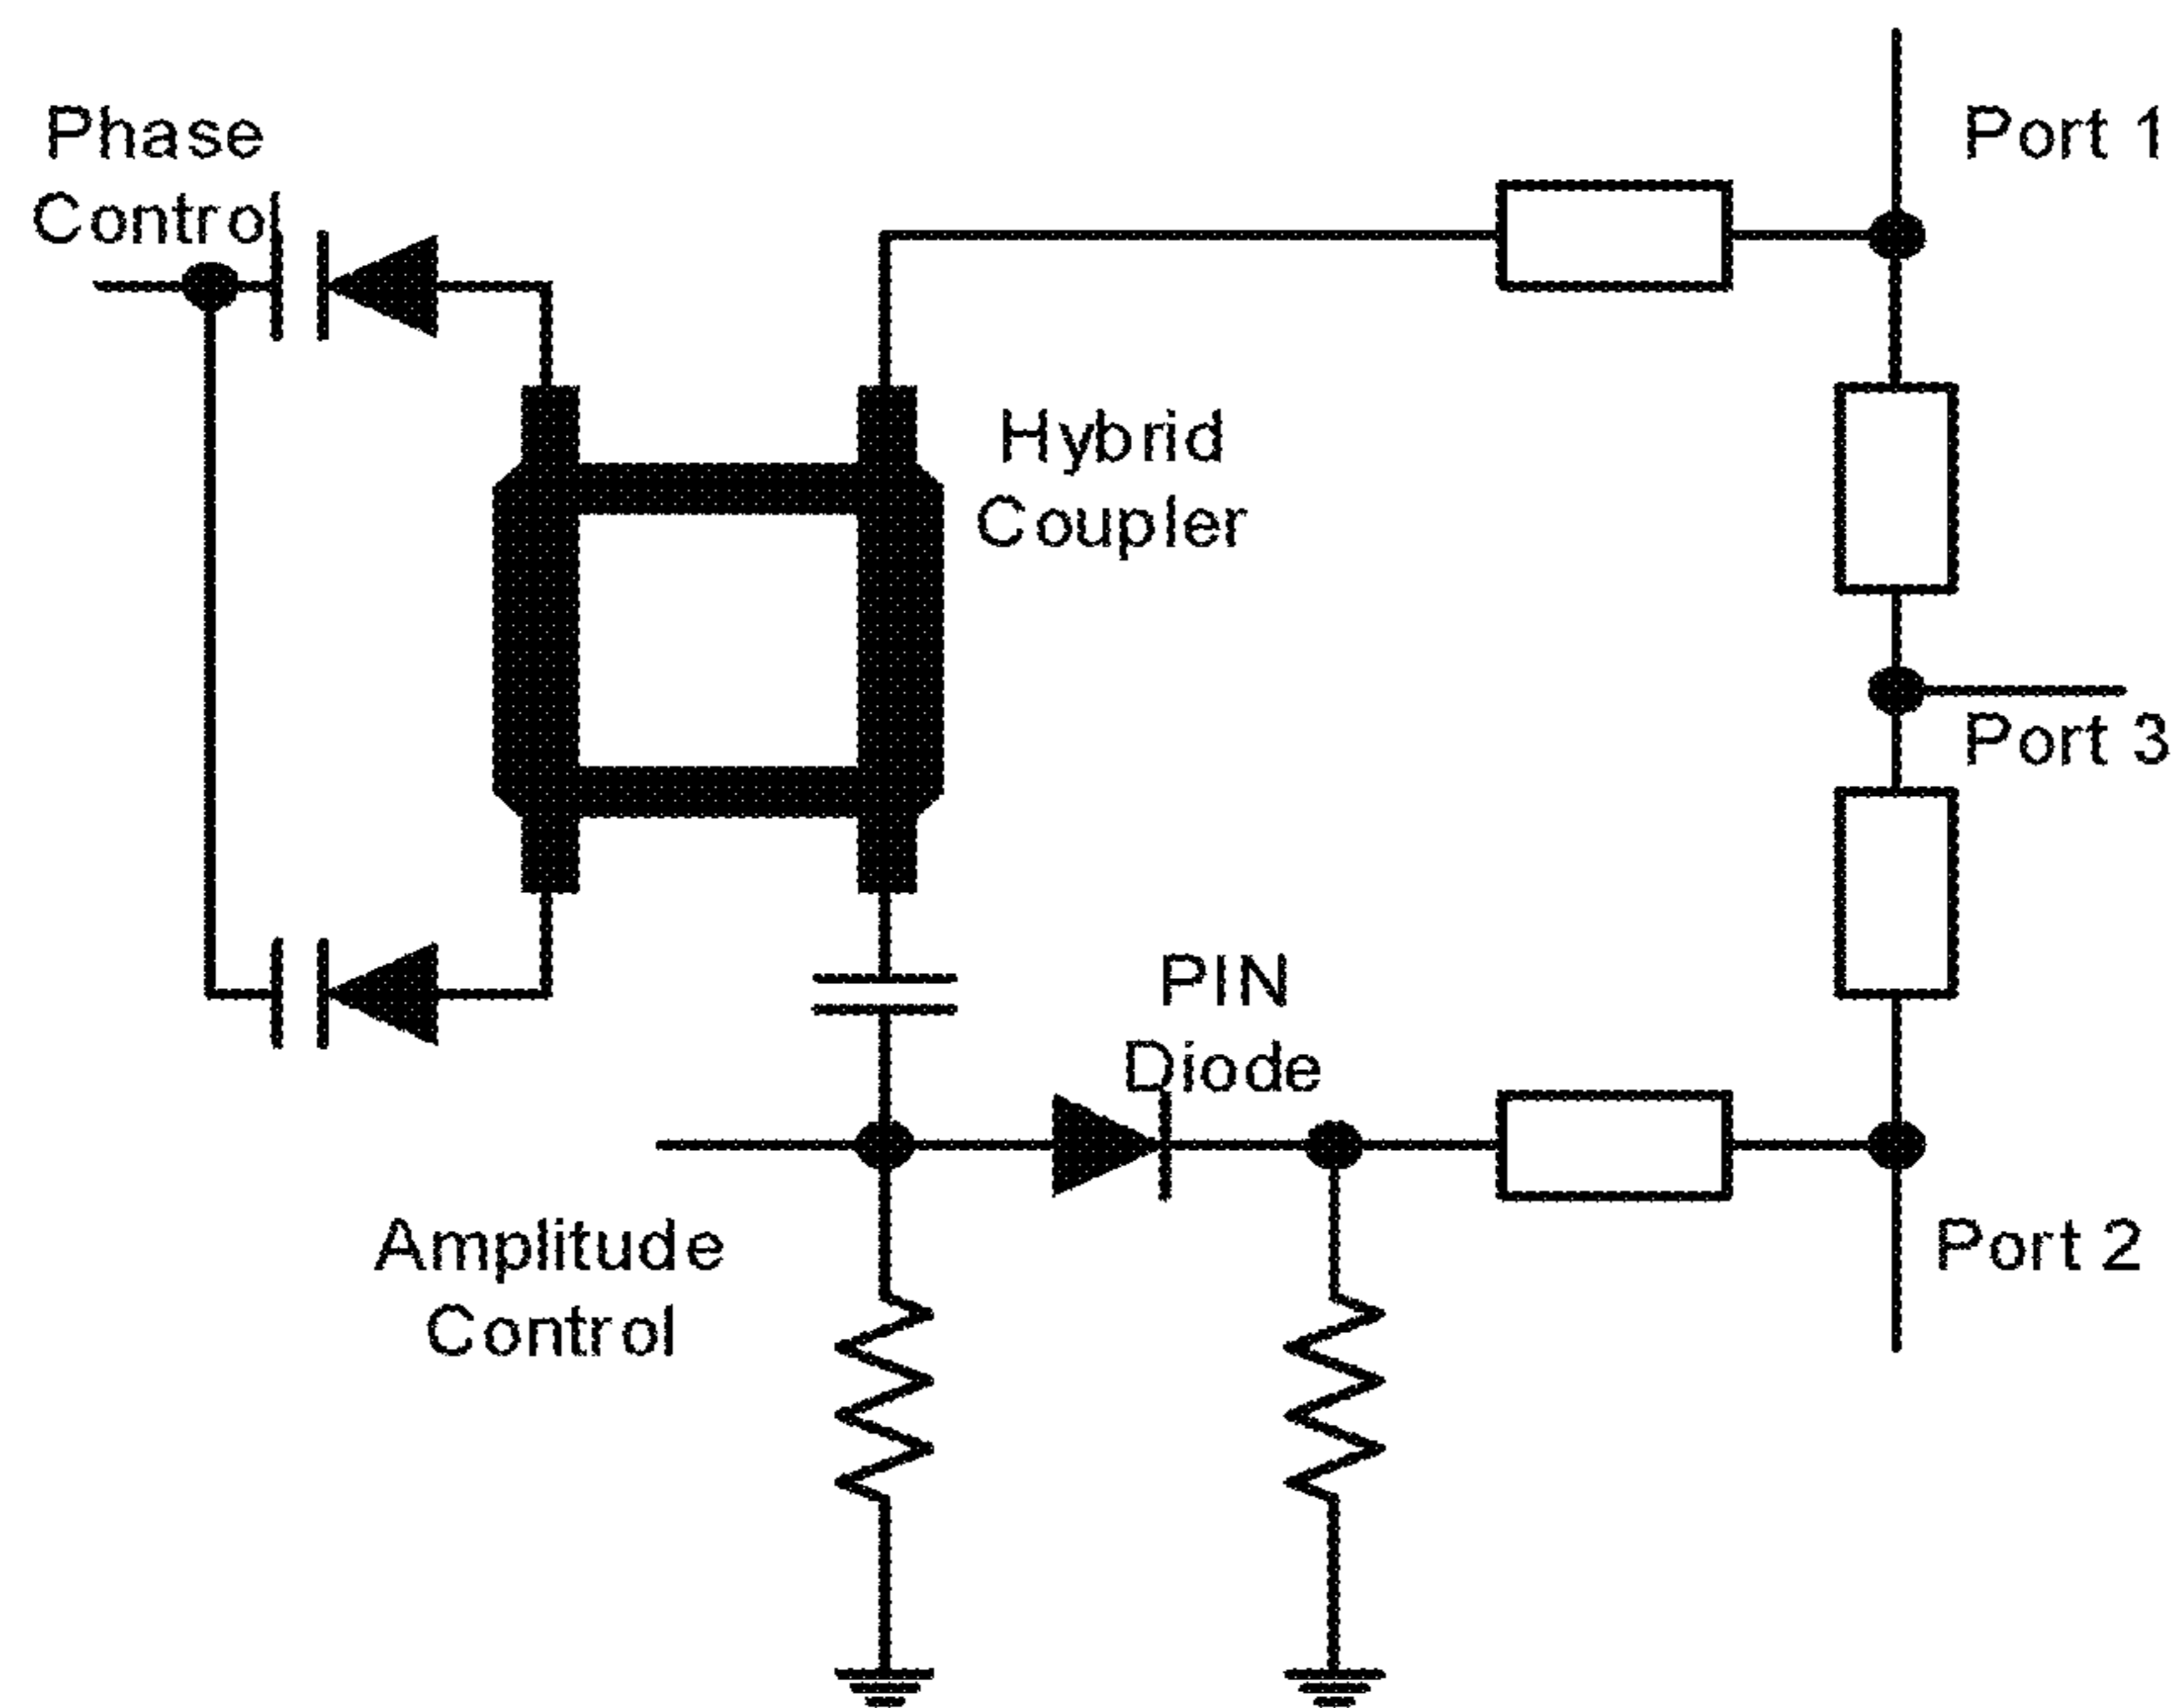 Phase
Control
Port 1
Hybrid
Coupler
Port 3
PIN
Diode
Amplitude
Control
Port 2